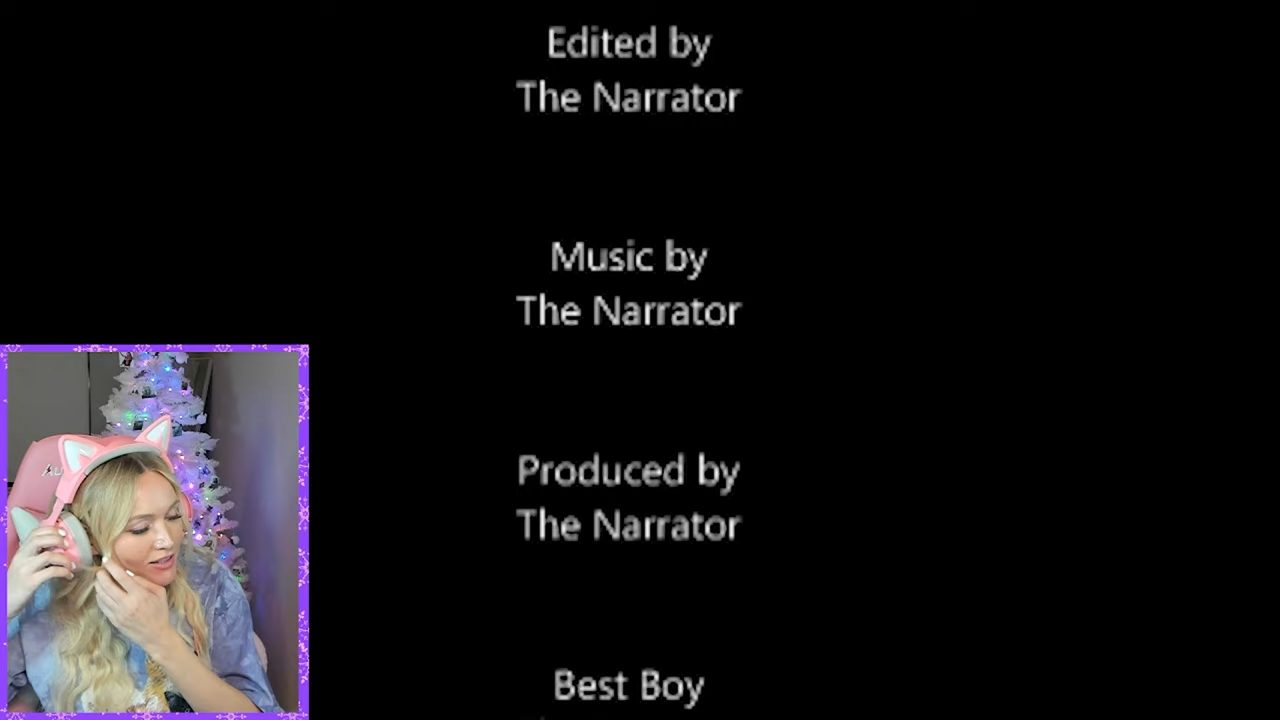 Edited by
The Narrator
Music by
The Narrator
Produced by
The Narrator
Best Boy